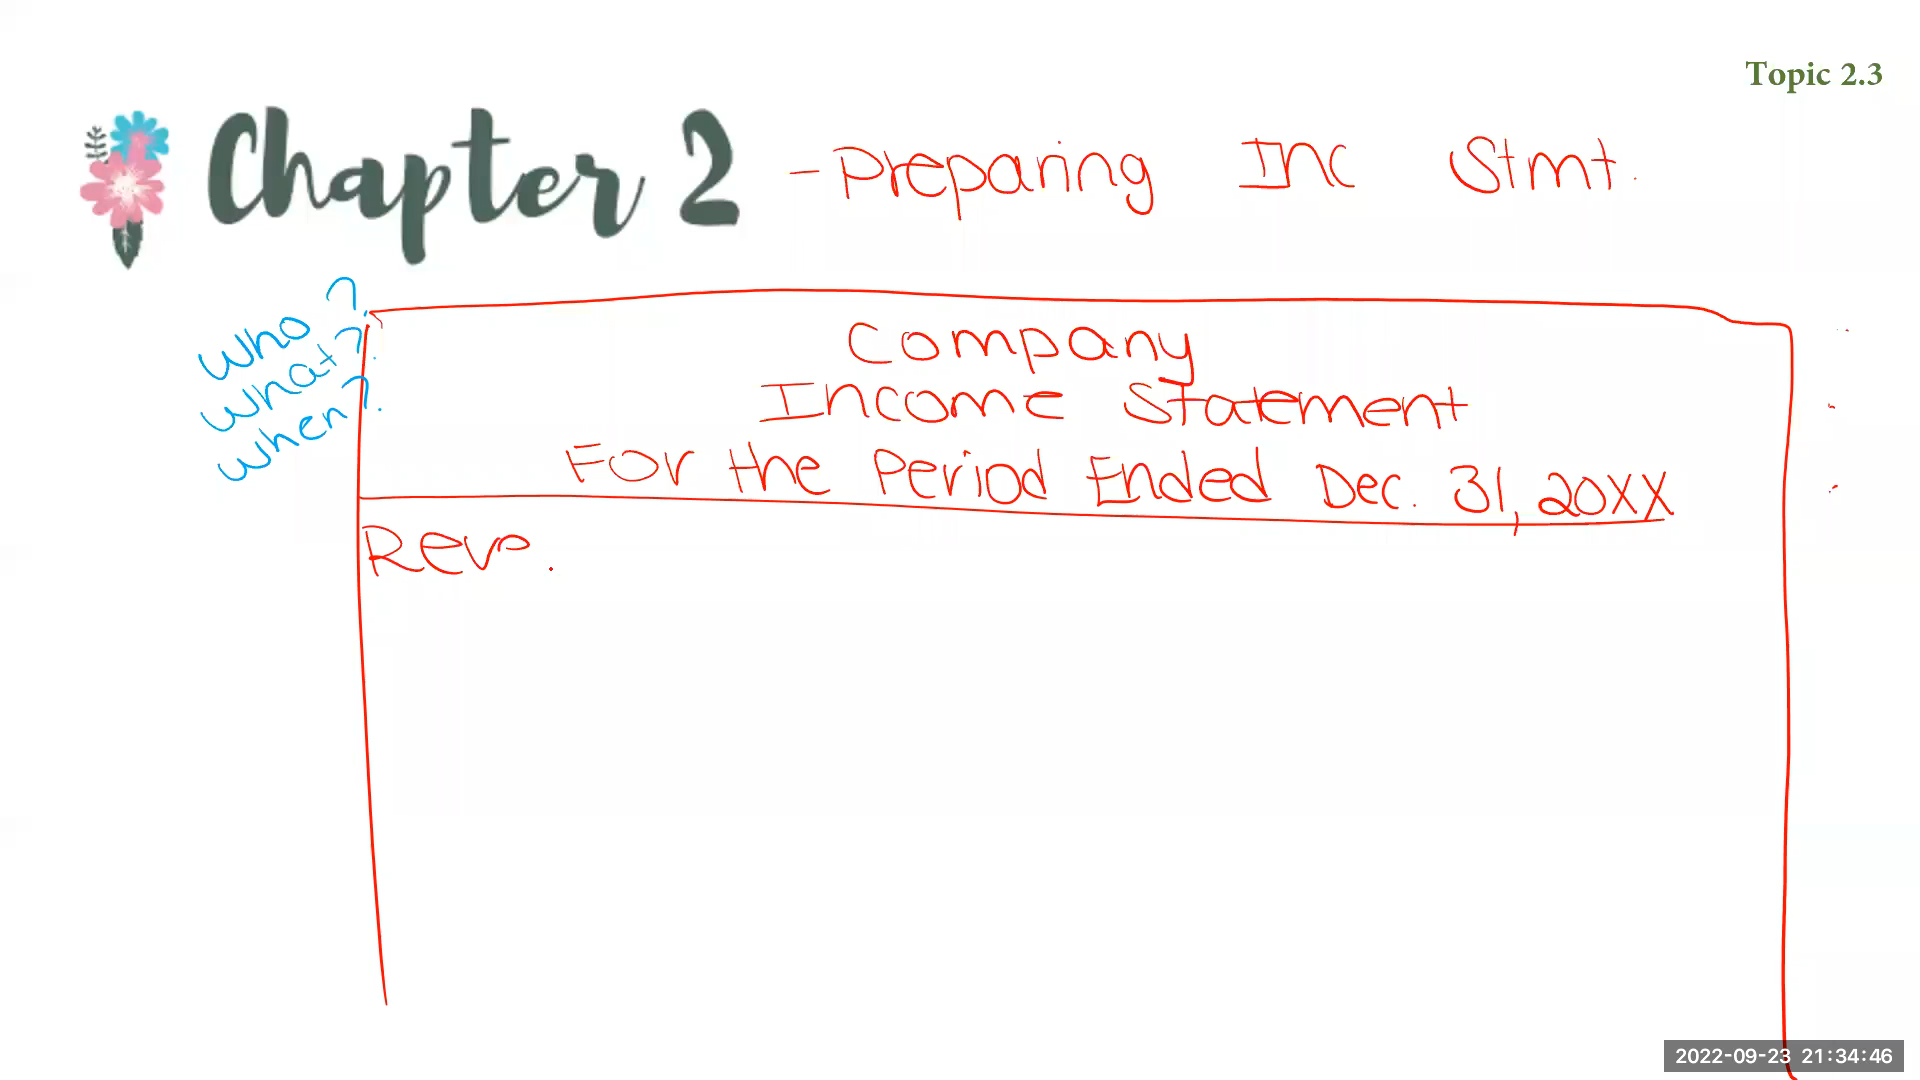 Topic 2.3
Chapter 2 - Preparing Inc Stmt.
Who?
What?
When?
Company
Income Statement
For the Period Ended Dec. 31, 20XX
Rev.
2022-09-23 21:34:46